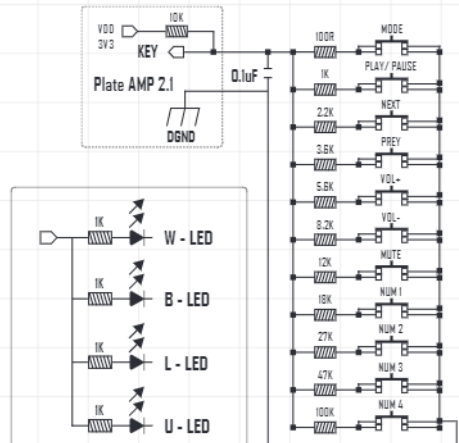 10K
VDD
3V3
KEY
Plate AMP 2.1
DGND
0.1uF
100R
MODE
1K
PLAY/ PAUSE
2.2K
NEXT
3.6K
PREY
5.6K
VOL+
8.2K
VOL-
12K
MUTE
18K
NUM 1
27K
NUM 2
47K
NUM 3
100K
NUM 4
1K
W - LED
1K
B - LED
1K
L - LED
1K
U - LED